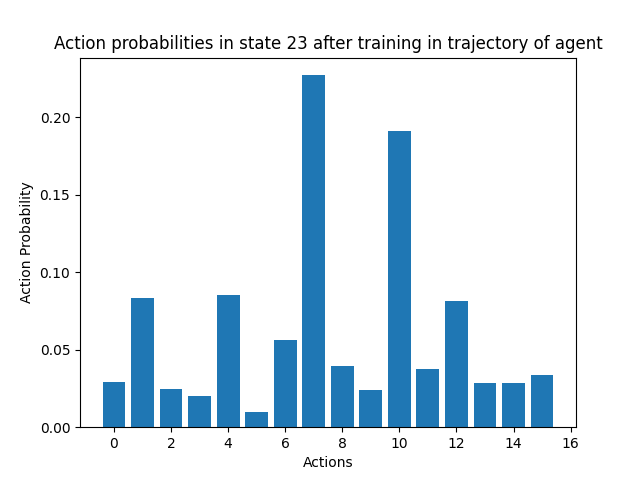 Action probabilities in state 23 after training in trajectory of agent
Action Probability
0.20
0.15
0.10
0.05
0.00
0 2 4 6 8 10 12 14 16
Actions